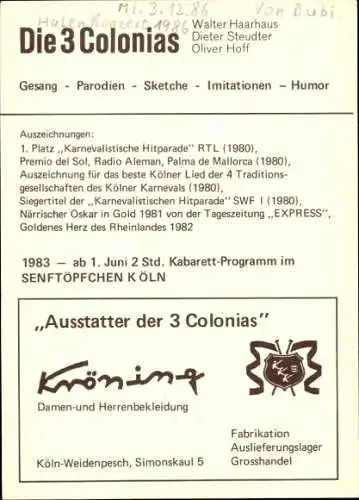 Mi. 3.12.86
Von Bubi
Hafen Konzert 1986
Walter Haarhaus
Die 3 Colonias
Dieter Steudter
Oliver Hoff
Gesang - Parodien - Sketche - Imitationen – Humor
Auszeichnungen:
1. Platz „Karnevalistische Hitparade” RTL (1980),
Premio del Sol, Radio Aleman, Palma de Mallorca (1980),
Auszeichnung für das beste Kölner Lied der 4 Traditions-
gesellschaften des Kölner Karnevals (1980),
Siegertitel der „Karnevalistischen Hitparade” SWF I (1980),
Närrischer Oskar in Gold 1981 von der Tageszeitung „EXPRESS”,
Goldenes Herz des Rheinlandes 1982
1983 — ab 1. Juni 2 Std. Kabarett-Programm im
SENFTÖPFCHEN KÖLN
„Ausstatter der 3 Colonias”
Kröning
Damen-und Herrenbekleidung
Fabrikation
Auslieferungslager
Köln-Weidenpesch, Simonskaul 5
Grosshandel